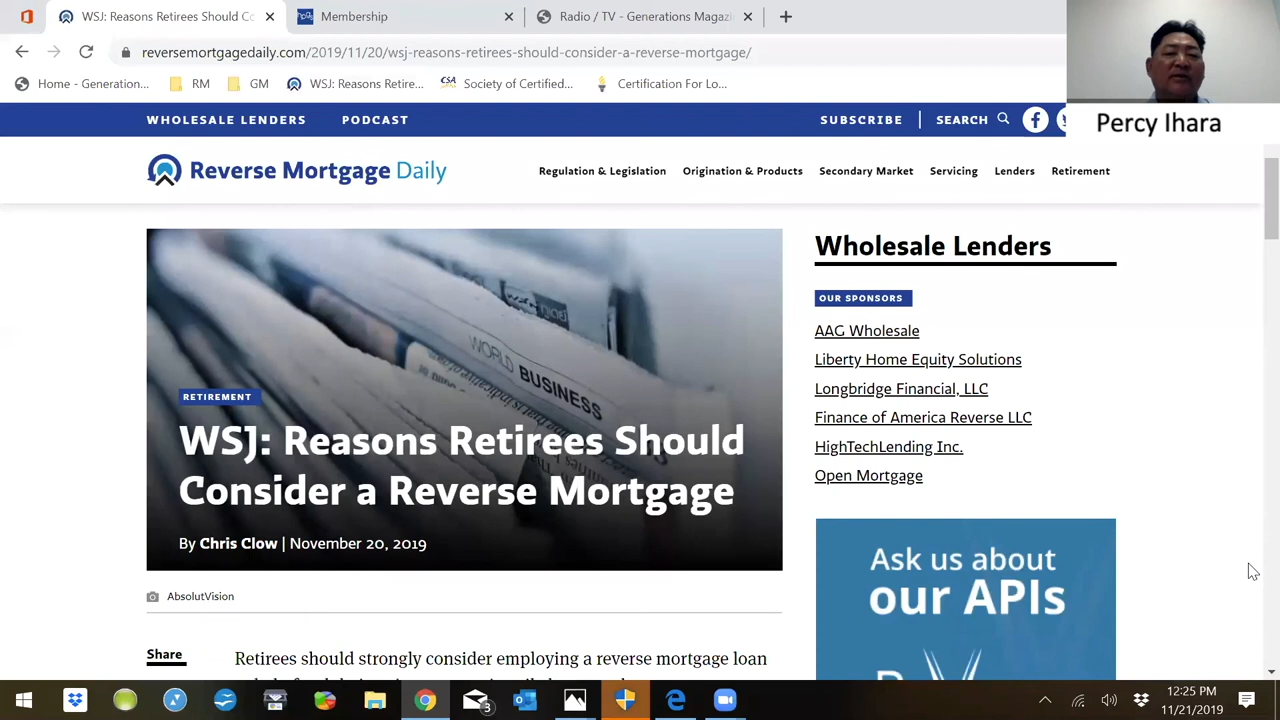 WSJ: Reasons Retirees Should Co
Membership
Radio / TV - Generations Magazi
reversemortgagedaily.com/2019/11/20/wsj-reasons-retirees-should-consider-a-reverse-mortgage/
Home - Generation...
RM
GM
WSJ: Reasons Retire...
CSA
Society of Certified...
Certification For Lo...
Percy Ihara
WHOLESALE LENDERS
PODCAST
SUBSCRIBE
SEARCH
Reverse Mortgage Daily
Regulation & Legislation
Origination & Products
Secondary Market
Servicing
Lenders
Retirement
WORLD BUSINESS
RETIREMENT
WSJ: Reasons Retirees Should
Consider a Reverse Mortgage
By Chris Clow | November 20, 2019
AbsolutVision
Share
Retirees should strongly consider employing a reverse mortgage loan
Wholesale Lenders
OUR SPONSORS
AAG Wholesale
Liberty Home Equity Solutions
Longbridge Financial, LLC
Finance of America Reverse LLC
HighTechLending Inc.
Open Mortgage
Ask us about
our APIs
3
12:25 PM
11/21/2019